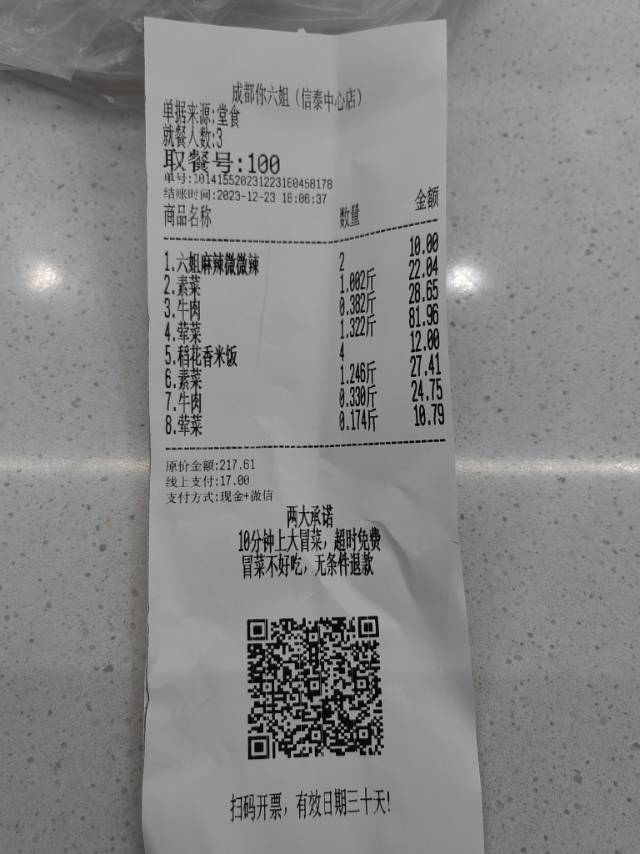 成都你六姐（信泰中心店）
单据来源:堂食
就餐人数:3
取餐号:100
单号:101415520231223180458178
结账时间:2023-12-23 18:06:37
商品名称 数量 金额
1.六姐麻辣微微辣 2 10.00
2.素菜 1.002斤 22.04
3.牛肉 0.382斤 28.65
4.荤菜 1.322斤 81.96
5.稻花香米饭 4 12.00
6.素菜 1.246斤 27.41
7.牛肉 0.330斤 24.75
8.荤菜 0.174斤 10.79
原价金额:217.61
线上支付:17.00
支付方式:现金+微信
两大承诺
10分钟上大冒菜，超时免费
冒菜不好吃，无条件退款
扫码开票，有效日期三十天!